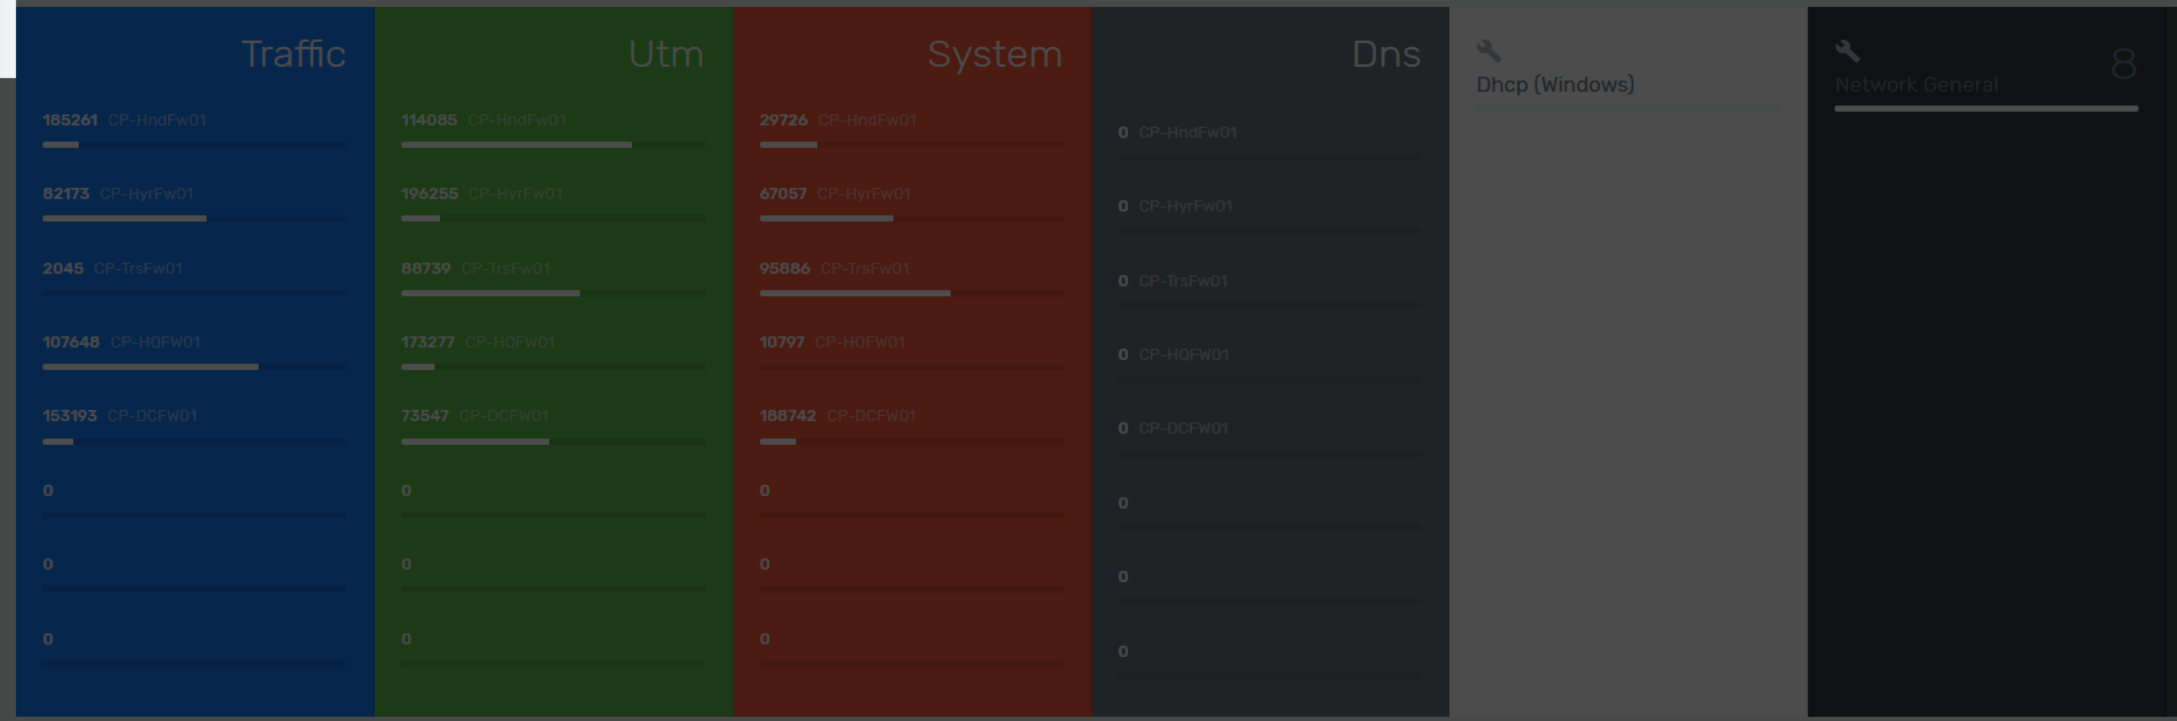 Traffic
185261 CP-HndFw01
82173 CP-HyrFw01
2045 CP-TrsFw01
107648 CP-HQFW01
153193 CP-DCFW01
0
0
0
Utm
114085 CP-HndFw01
196255 CP-HyrFw01
88739 CP-TrsFw01
173277 CP-HQFW01
73547 CP-DCFW01
0
0
0
System
29726 CP-HndFw01
67057 CP-HyrFw01
95886 CP-TrsFw01
10797 CP-HQFW01
188742 CP-DCFW01
0
0
0
Dns
0 CP-HndFw01
0 CP-HyrFw01
0 CP-TrsFw01
0 CP-HQFW01
0 CP-DCFW01
0
0
0
Dhcp (Windows)
8
Network General